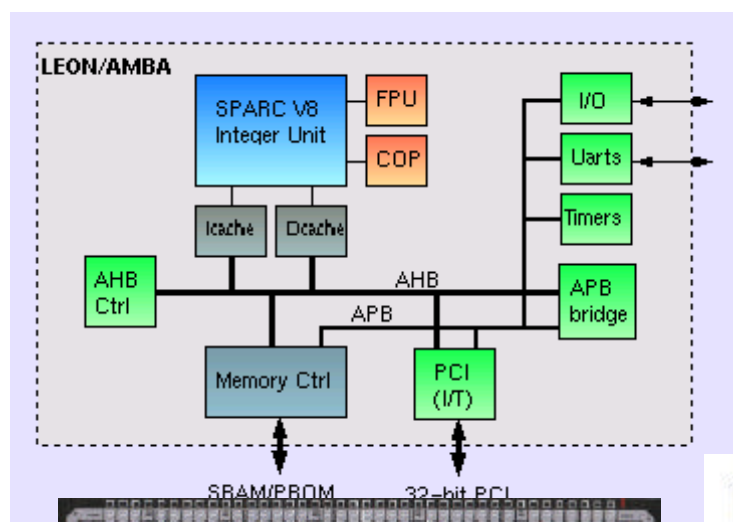 LEON/AMBA
SPARC V8
Integer Unit
FPU
COP
I/O
Uarts
Timers
Icache
Dcache
AHB
Ctrl
AHB
APB
APB
bridge
Memory Ctrl
PCI
(I/T)
SRAM/PROM
32-bit PCI